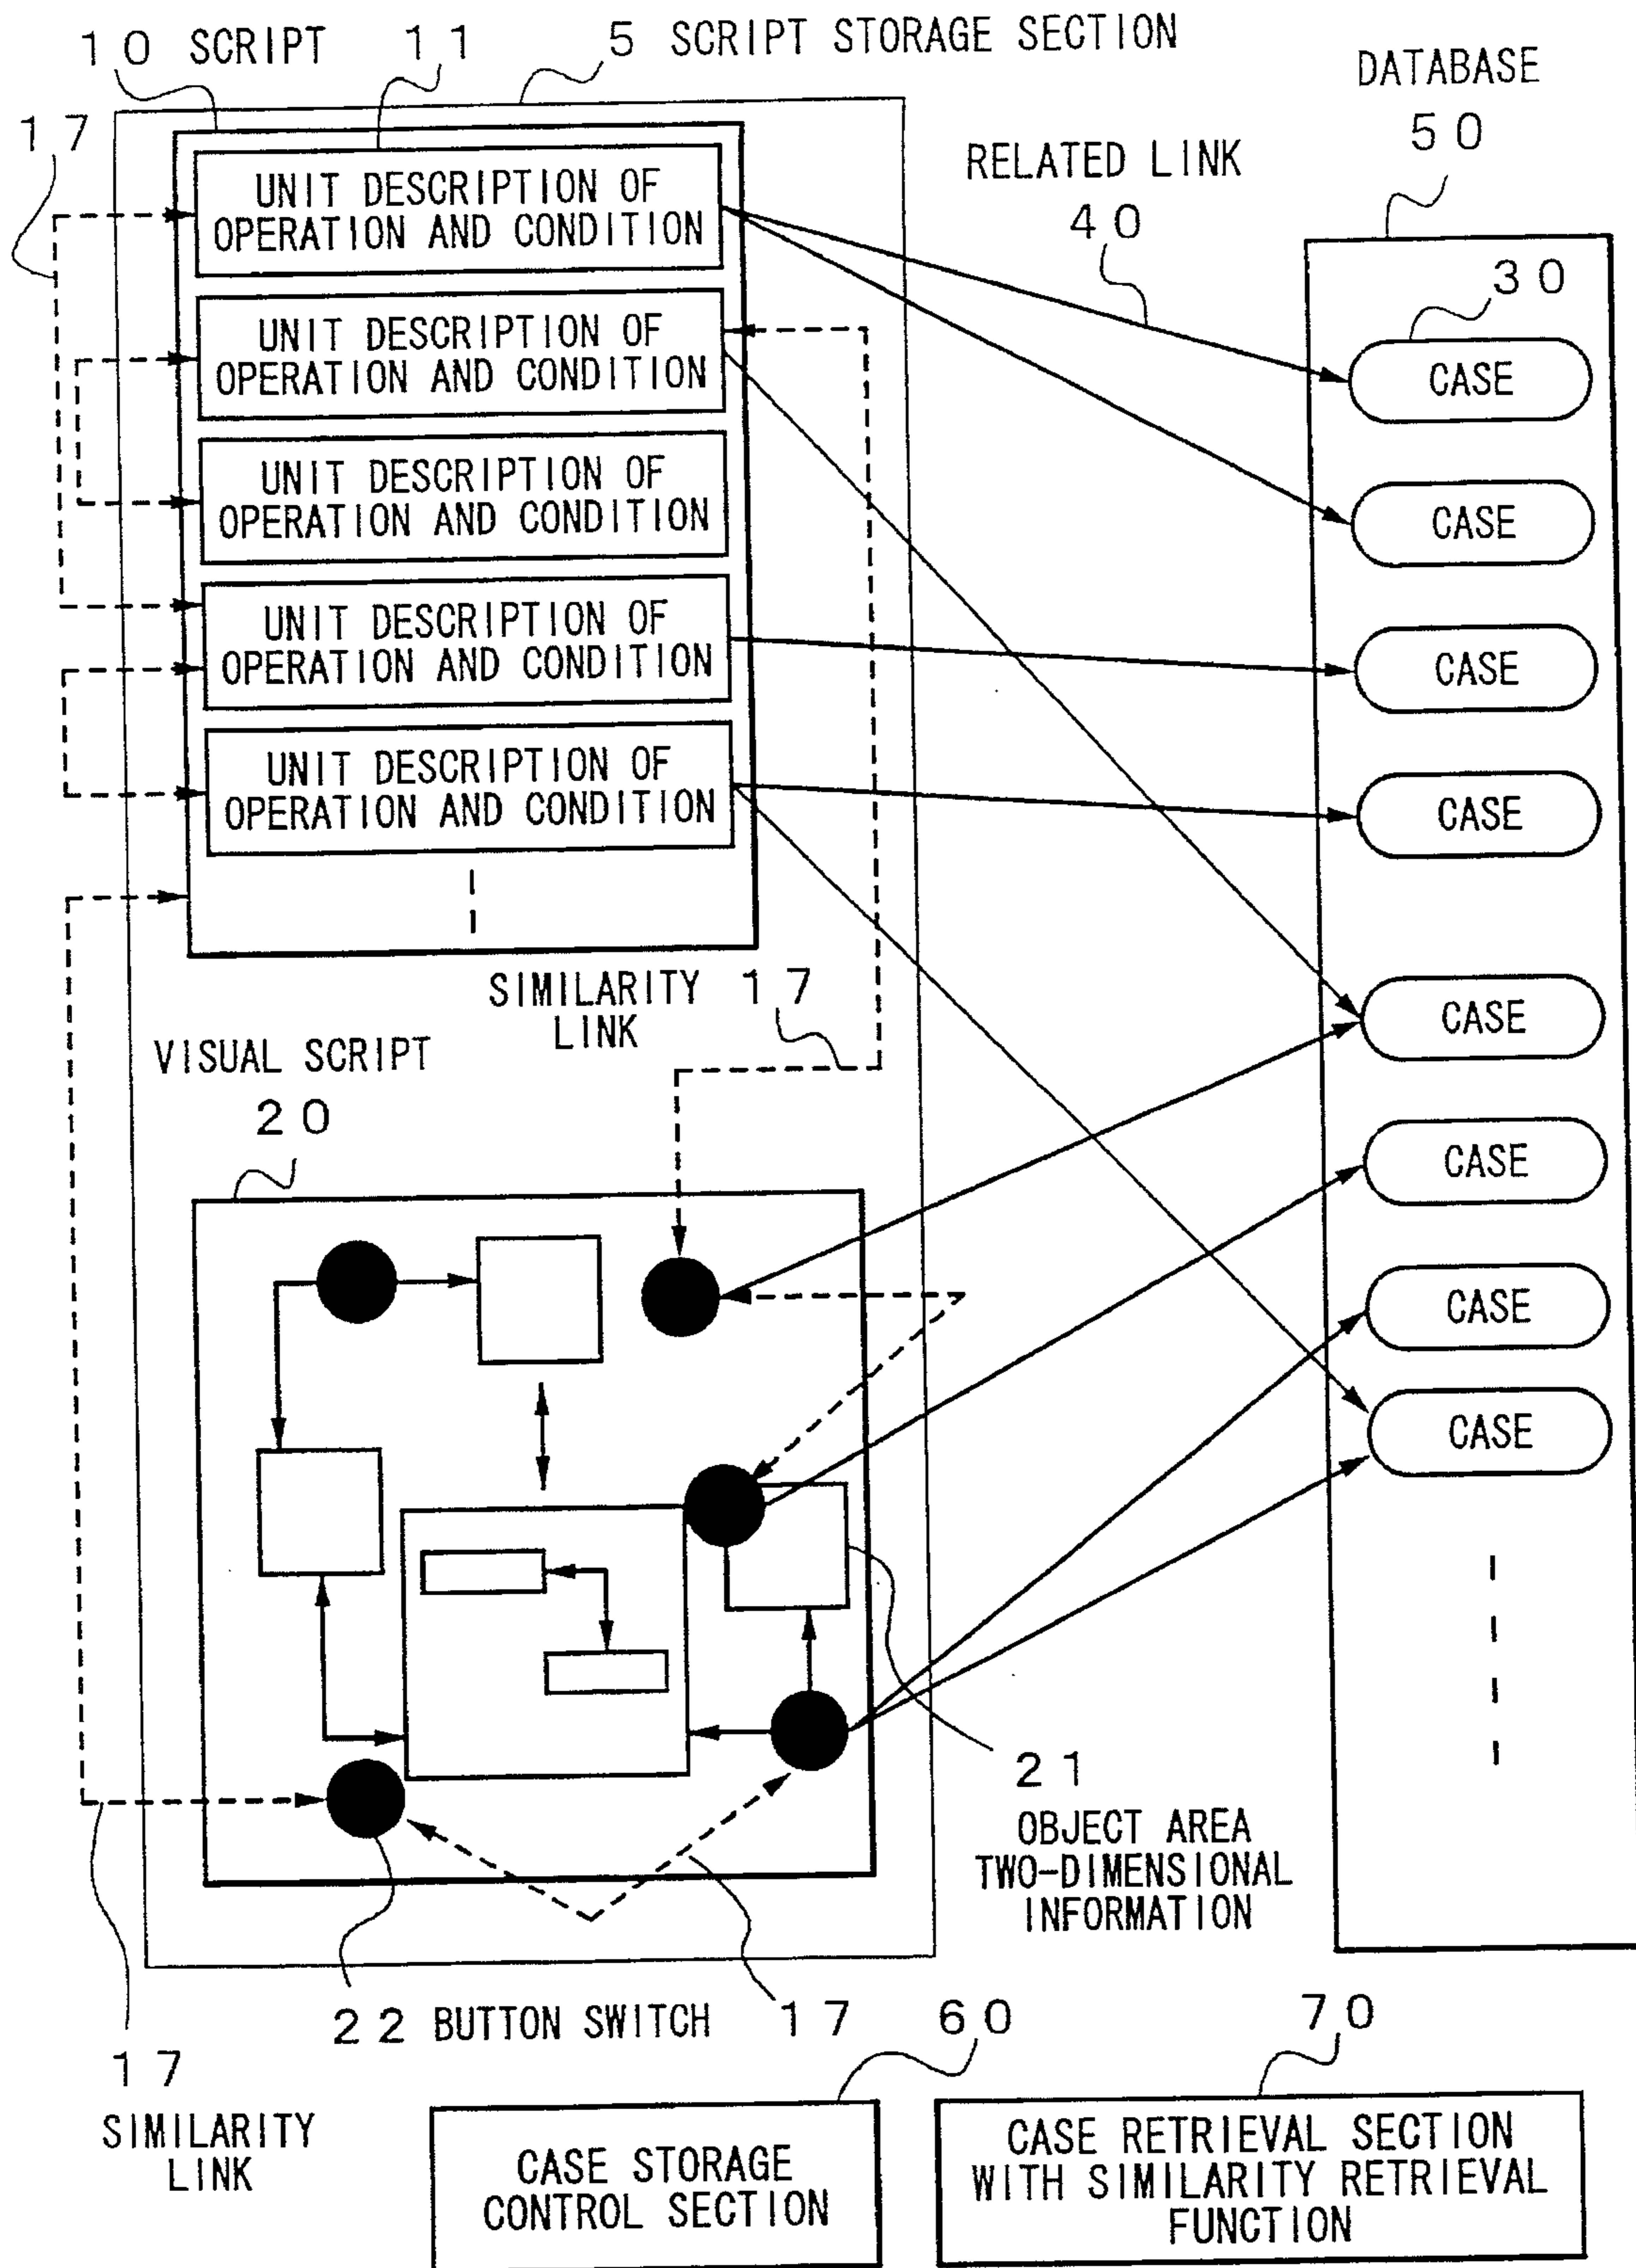 10 SCRIPT
11
5 SCRIPT STORAGE SECTION
DATABASE
50
17
RELATED LINK
40
UNIT DESCRIPTION OF
OPERATION AND CONDITION
30
UNIT DESCRIPTION OF
OPERATION AND CONDITION
CASE
UNIT DESCRIPTION OF
OPERATION AND CONDITION
CASE
UNIT DESCRIPTION OF
OPERATION AND CONDITION
CASE
UNIT DESCRIPTION OF
OPERATION AND CONDITION
CASE
SIMILARITY 17
LINK
CASE
VISUAL SCRIPT
20
CASE
CASE
CASE
21
OBJECT AREA
TWO-DIMENSIONAL
INFORMATION
22 BUTTON SWITCH
17
60
70
17
SIMILARITY
LINK
CASE STORAGE
CONTROL SECTION
CASE RETRIEVAL SECTION
WITH SIMILARITY RETRIEVAL
FUNCTION